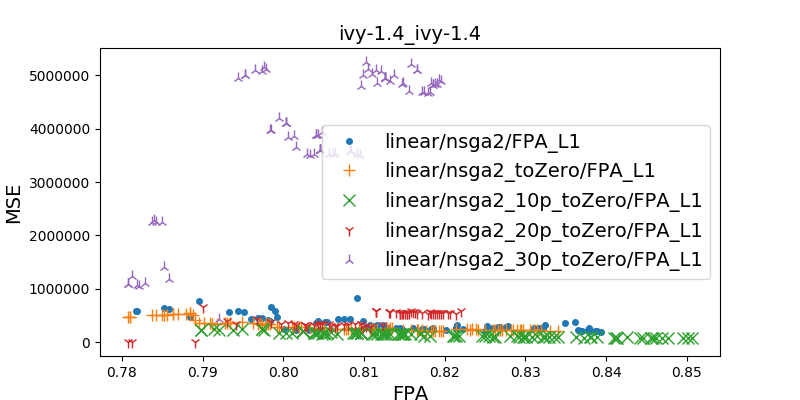 ivy-1.4_ivy-1.4
MSE
5000000
4000000
3000000
2000000
1000000
0
linear/nsga2/FPA_L1
linear/nsga2_toZero/FPA_L1
linear/nsga2_10p_toZero/FPA_L1
linear/nsga2_20p_toZero/FPA_L1
linear/nsga2_30p_toZero/FPA_L1
0.78 0.79 0.80 0.81 0.82 0.83 0.84 0.85
FPA